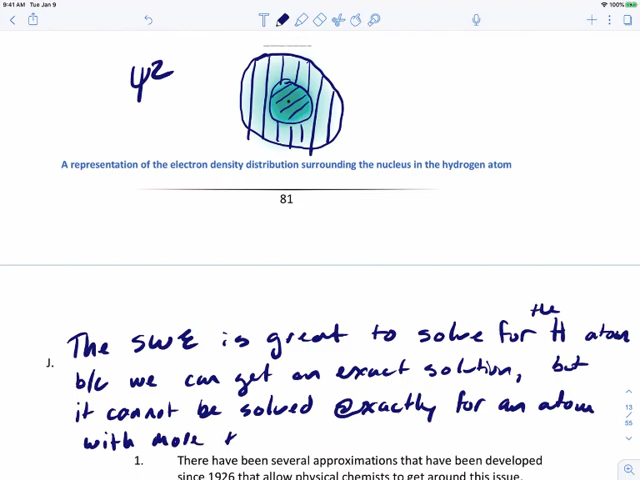 9:41 AM Tue Jan 9
100%
ψ2
A representation of the electron density distribution surrounding the nucleus in the hydrogen atom
81
the
The SWE is great to solve for H atom
J.
b/c we can get an exact solution, but
it cannot be solved exactly for an atom
with more
13
55
1. There have been several approximations that have been developed
since 1926 that allow physical chemists to get around this issue.